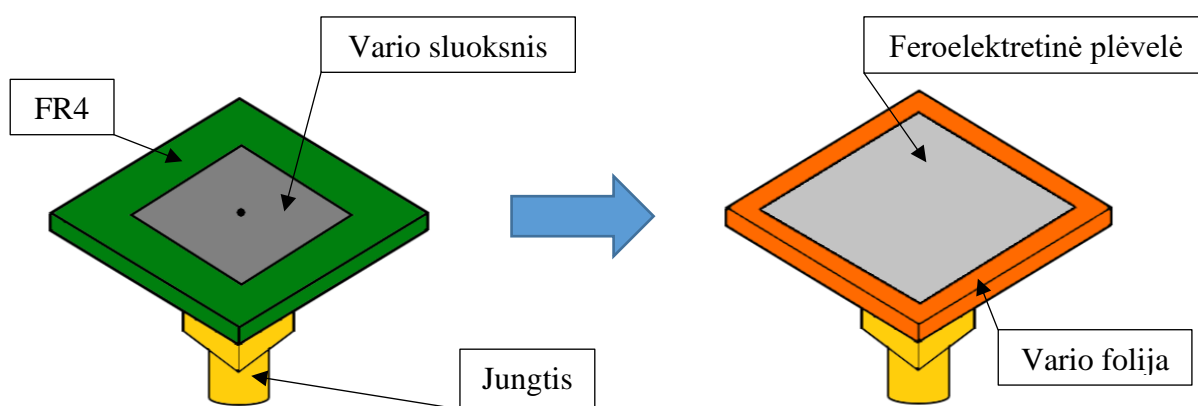 Vario sluoksnis
Feroelektretinė plėvelė
FR4
Vario folija
Jungtis